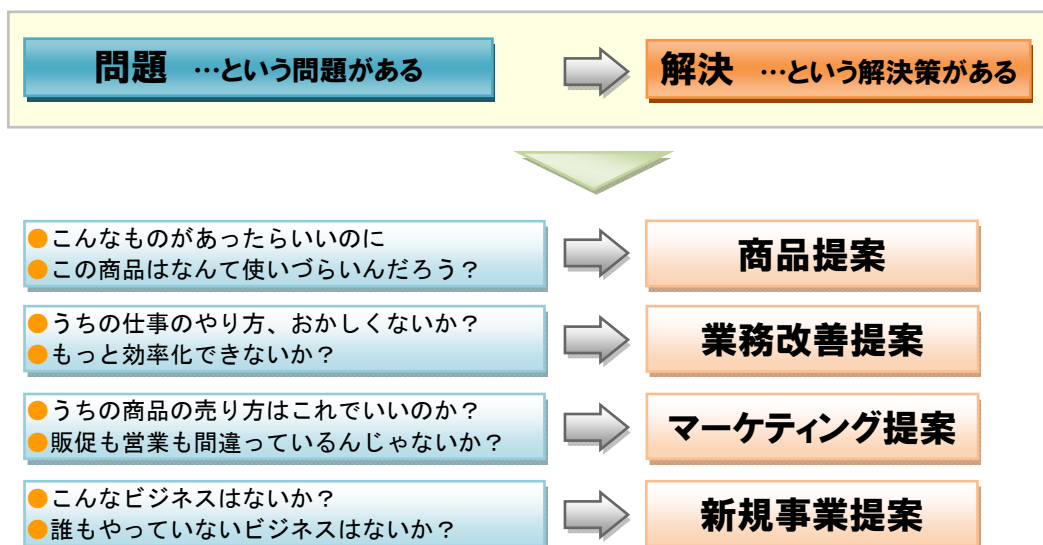 問題 …という問題がある
解決 …という解決策がある
●こんなものがあったらいいのに
●この商品はなんて使いづらいんだろう？
商品提案
●うちの仕事のやり方、おかしくないか？
●もっと効率化できないか？
業務改善提案
●うちの商品の売り方はこれでいいのか？
●販促も営業も間違っているんじゃないか？
マーケティング提案
●こんなビジネスはないか？
●誰もやっていないビジネスはないか？
新規事業提案